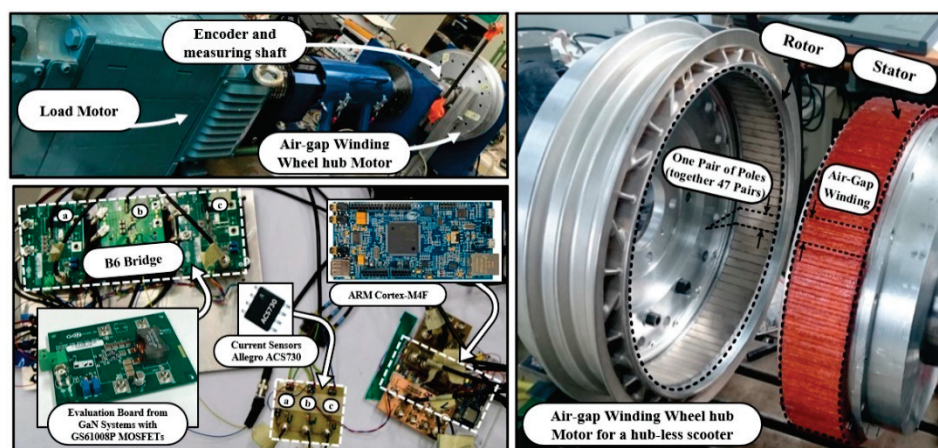 Encoder and
measuring shaft
Load Motor
Air-gap Winding
Wheel hub Motor
a
b
c
B6 Bridge
ACS730
ARM Cortex-M4F
Current Sensors
Allegro ACS730
Evaluation Board from
GaN Systems with
GS61008P MOSFETs
a
b
c
Rotor
Stator
One Pair of Poles
(together 47 Pairs)
Air-Gap
Winding
Air-gap Winding Wheel hub
Motor for a hub-less scooter